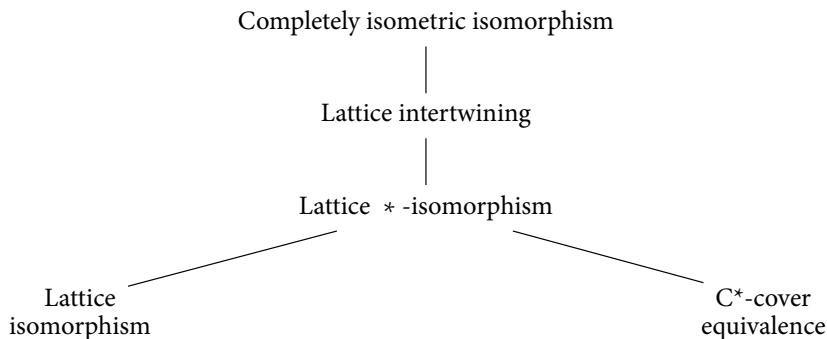 Completely isometric isomorphism
Lattice intertwining
Lattice * -isomorphism
Lattice
isomorphism
C*-cover
equivalence